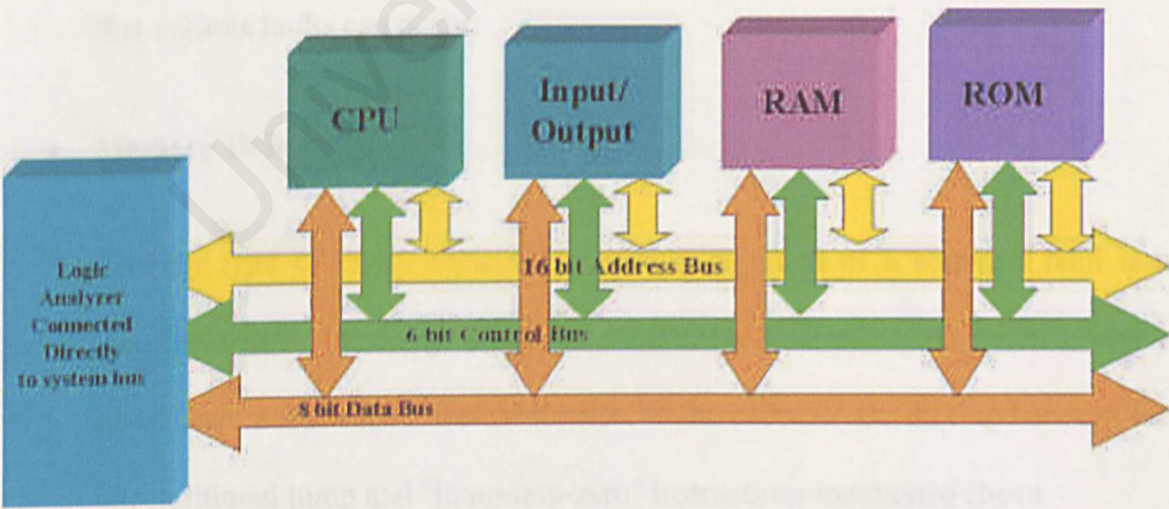 CPU
Input/
Output
RAM
ROM
Logic
Analyzer
Connected
Directly
to system bus
16 bit Address Bus
6 bit Control Bus
8 bit Data Bus
Univer
jump and "jump-not-zero" instructions mentioned above.